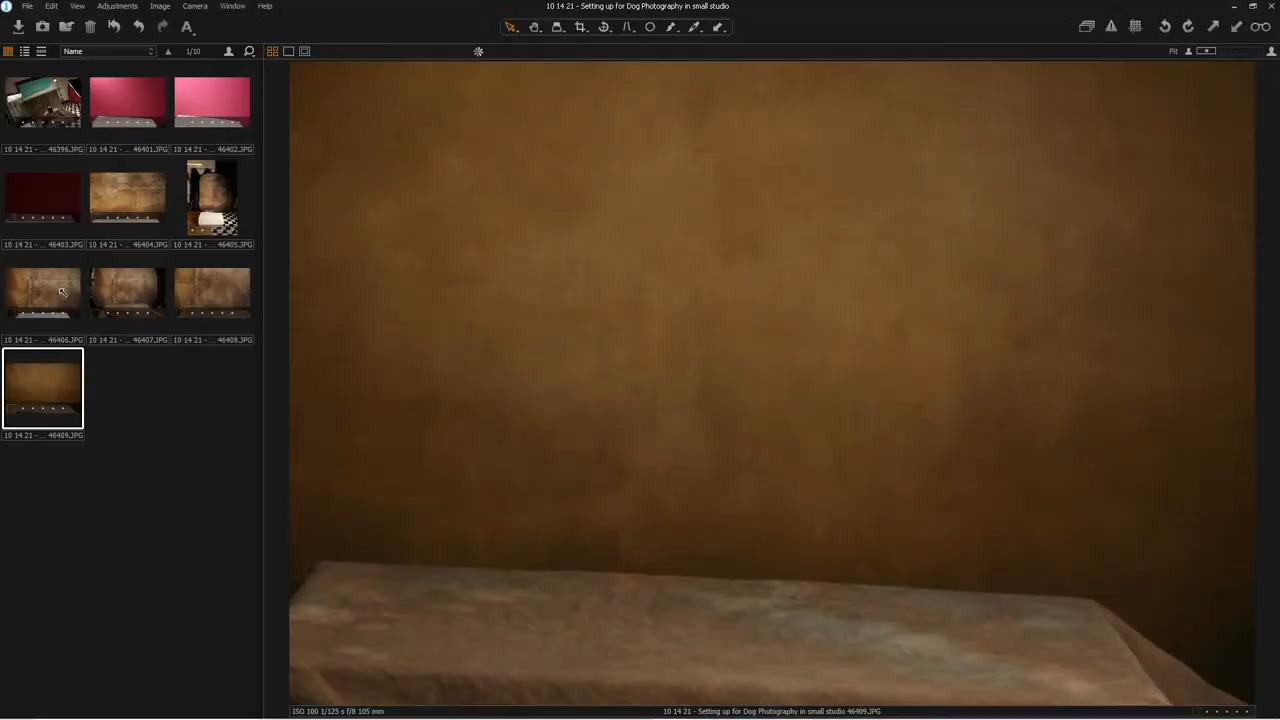 File Edit View Adjustments Image Camera Window Help
10 14 21 - Setting up for Dog Photography in small studio
Name
1/10
Fit
10 14 21 - ... 46396.JPG
10 14 21 - ... 46401.JPG
10 14 21 - ... 46402.JPG
10 14 21 - ... 46403.JPG
10 14 21 - ... 46404.JPG
10 14 21 - ... 46405.JPG
10 14 21 - ... 46406.JPG
10 14 21 - ... 46407.JPG
10 14 21 - ... 46408.JPG
10 14 21 - ... 46409.JPG
ISO 100 1/125 s f/8 105 mm
10 14 21 - Setting up for Dog Photography in small studio 46409.JPG